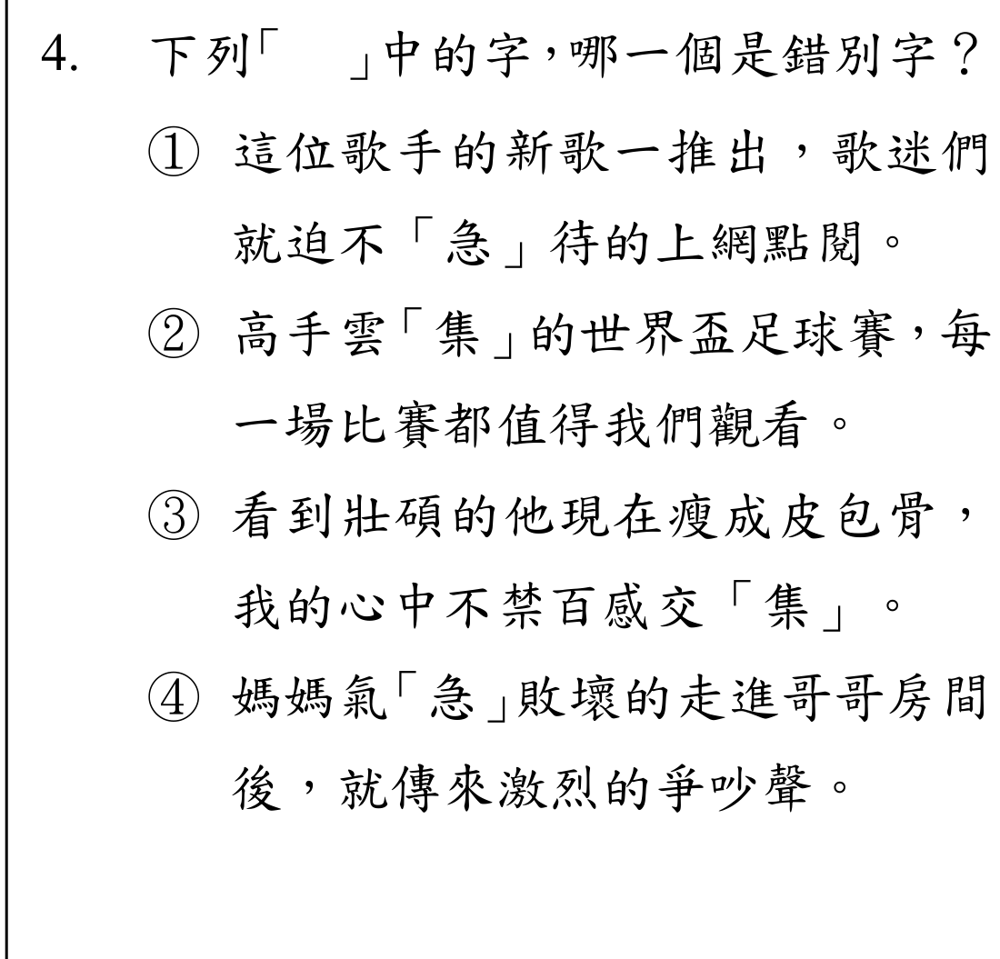 4. 下列「　」中的字，哪一個是錯別字？
① 這位歌手的新歌一推出，歌迷們
就迫不「急」待的上網點閱。
② 高手雲「集」的世界盃足球賽，每
一場比賽都值得我們觀看。
③ 看到壯碩的他現在瘦成皮包骨，
我的心中不禁百感交「集」。
④ 媽媽氣「急」敗壞的走進哥哥房間
後，就傳來激烈的爭吵聲。